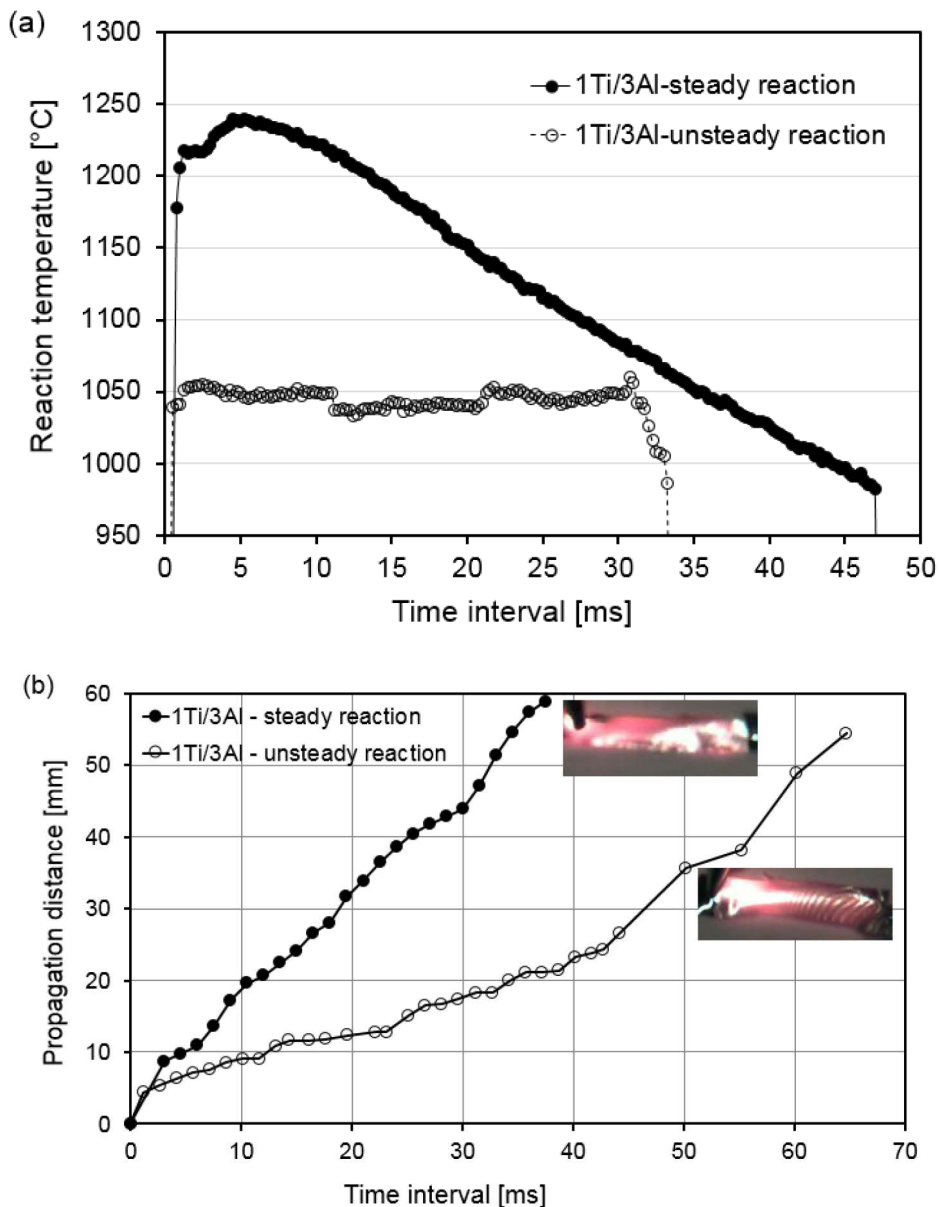 (a)
1300
1250
1200
1150
1100
1050
1000
950
Reaction temperature [°C]
1Ti/3Al-steady reaction
1Ti/3Al-unsteady reaction
0 5 10 15 20 25 30 35 40 45 50
Time interval [ms]
(b)
60
50
40
30
20
10
0
Propagation distance [mm]
1Ti/3Al - steady reaction
1Ti/3Al - unsteady reaction
0 10 20 30 40 50 60 70
Time interval [ms]